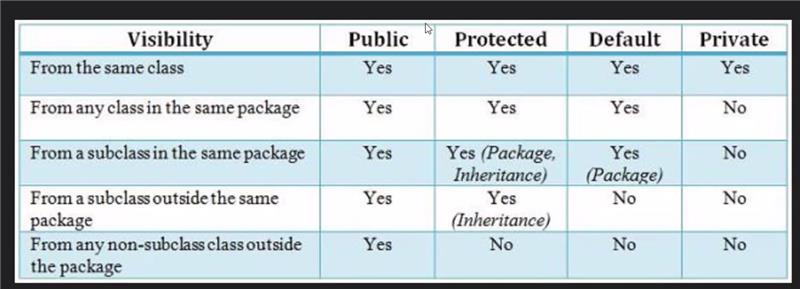 Visibility Public Protected Default Private
From the same class Yes Yes Yes Yes
From any class in the same package Yes Yes Yes No
From a subclass in the same package Yes Yes (Package, Yes No
Inheritance) (Package)
From a subclass outside the same Yes Yes No No
package (Inheritance)
From any non-subclass class outside Yes No No No
the package